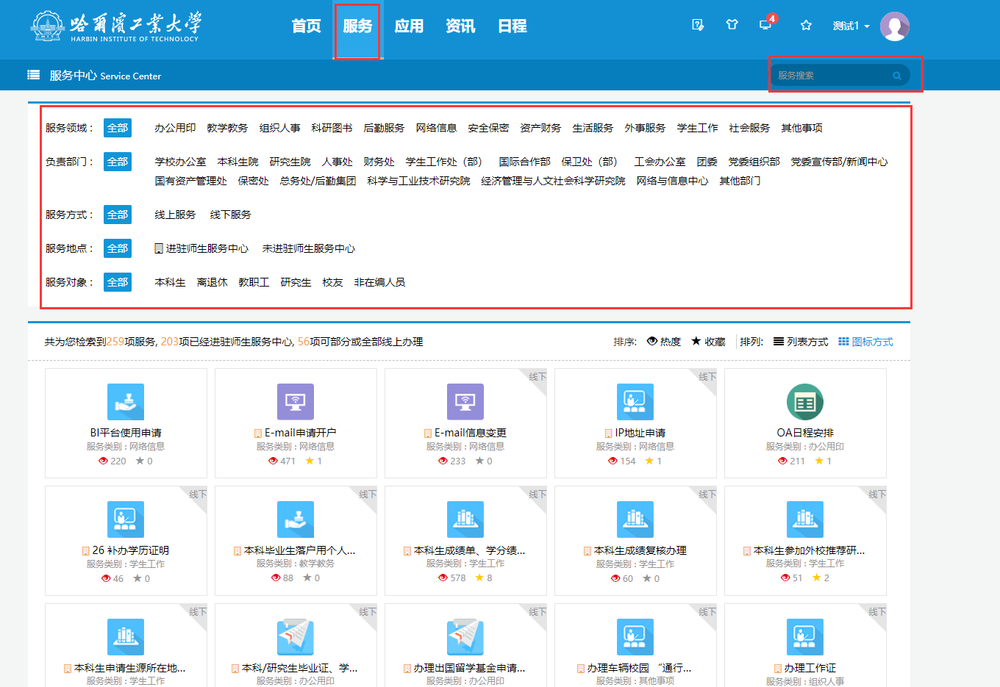 哈爾濱工業大学
HARBIN INSTITUTE OF TECHNOLOGY
首页 服务 应用 资讯 日程
4
测试1
服务中心 Service Center
服务搜索
服务领域： 全部 办公用印 教学教务 组织人事 科研图书 后勤服务 网络信息 安全保密 资产财务 生活服务 外事服务 学生工作 社会服务 其他事项
负责部门： 全部 学校办公室 本科生院 研究生院 人事处 财务处 学生工作处（部） 国际合作部 保卫处（部） 工会办公室 团委 党委组织部 党委宣传部/新闻中心
国有资产管理处 保密处 总务处/后勤集团 科学与工业技术研究院 经济管理与人文社会科学研究院 网络与信息中心 其他部门
服务方式： 全部 线上服务 线下服务
服务地点： 全部 进驻师生服务中心 未进驻师生服务中心
服务对象： 全部 本科生 离退休 教职工 研究生 校友 非在编人员
共为您检索到259项服务, 203项已经进驻师生服务中心, 56项可部分或全部线上办理
排序: 热度 收藏 排列: 列表方式 图标方式
线下 线下
BI平台使用申请 E-mail申请开户 E-mail信息变更 IP地址申请 OA日程安排
服务类别 : 网络信息 服务类别 : 网络信息 服务类别 : 网络信息 服务类别 : 网络信息 服务类别 : 办公用印
220 0 471 1 233 0 154 1 211 1
线下 线下 线下 线下 线下
26 补办学历证明 本科毕业生落户用个人... 本科生成绩单、学分绩... 本科生成绩复核办理 本科生参加外校推荐研...
服务类别 : 学生工作 服务类别 : 教学教务 服务类别 : 学生工作 服务类别 : 学生工作 服务类别 : 学生工作
46 0 88 0 578 8 60 0 51 2
线下 线下 线下 线下 线下
本科生申请生源所在地... 本科/研究生毕业证、学... 办理出国留学基金申请... 办理车辆校园 “通行... 办理工作证
服务类别 : 学生工作 服务类别 : 办公用印 服务类别 : 办公用印 服务类别 : 其他事项 服务类别 : 组织人事